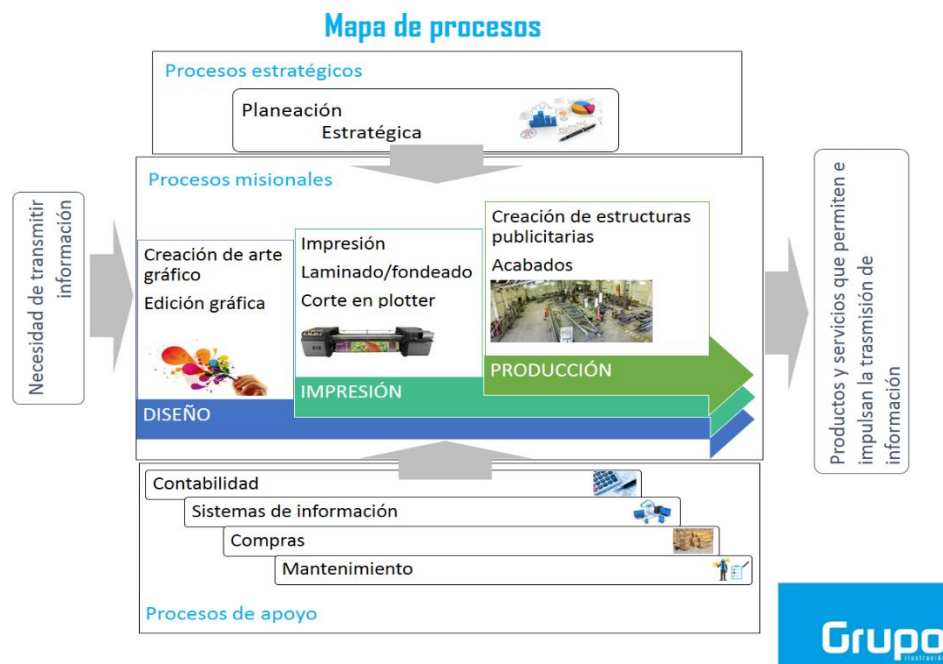 Mapa de procesos
Procesos estratégicos
Planeación
Estratégica
Necesidad de transmitir
información
Procesos misionales
Creación de arte
gráfico
Edición gráfica
DISEÑO
Impresión
Laminado/fondeado
Corte en plotter
IMPRESIÓN
Creación de estructuras
publicitarias
Acabados
PRODUCCIÓN
Productos y servicios que permiten e
impulsan la trasmisión de
información
Contabilidad
Sistemas de información
Compras
Mantenimiento
Procesos de apoyo
Grupo